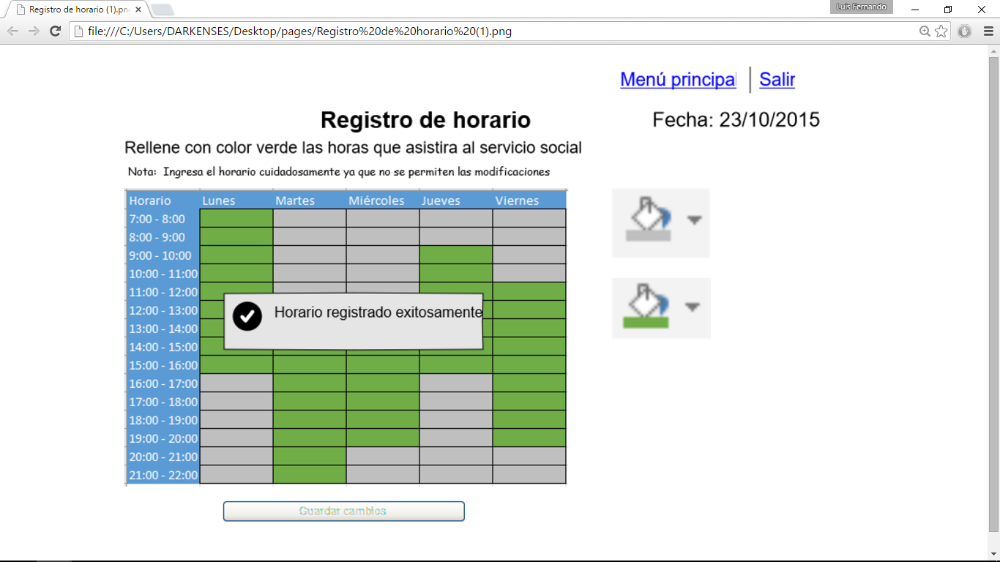 Registro de horario (1).pn
Luis Fernando
file:///C:/Users/DARKENSES/Desktop/pages/Registro%20de%20horario%20(1).png
Menú principa
Salir
Registro de horario
Fecha: 23/10/2015
Rellene con color verde las horas que asistira al servicio social
Nota: Ingresa el horario cuidadosamente ya que no se permiten las modificaciones
Horario Lunes Martes Miércoles Jueves Viernes
7:00 - 8:00
8:00 - 9:00
9:00 - 10:00
10:00 - 11:00
11:00 - 12:00
12:00 - 13:00
Horario registrado exitosamente
13:00 - 14:00
14:00 - 15:00
15:00 - 16:00
16:00 - 17:00
17:00 - 18:00
18:00 - 19:00
19:00 - 20:00
20:00 - 21:00
21:00 - 22:00
Guardar cambios